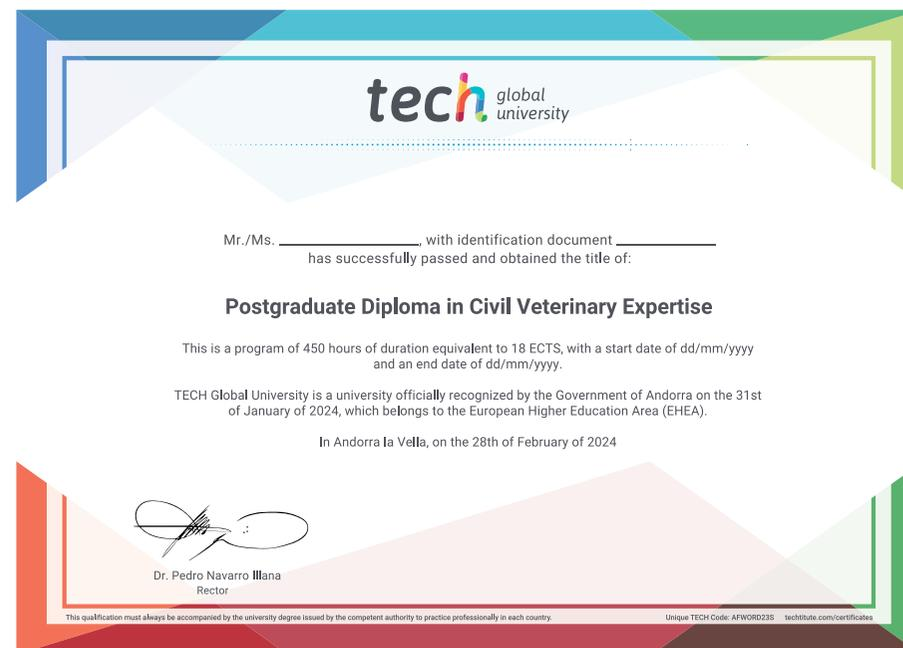 tech global
university
Mr./Ms. ____________, with identification document ____________
has successfully passed and obtained the title of:
Postgraduate Diploma in Civil Veterinary Expertise
This is a program of 450 hours of duration equivalent to 18 ECTS, with a start date of dd/mm/yyyy
and an end date of dd/mm/yyyy.
TECH Global University is a university officially recognized by the Government of Andorra on the 31st
of January of 2024, which belongs to the European Higher Education Area (EHEA).
In Andorra la Vella, on the 28th of February of 2024
Dr. Pedro Navarro Illana
Rector
This qualification must always be accompanied by the university degree issued by the competent authority to practice professionally in each country.
Unique TECH Code: AFWORD23S techtitute.com/certificates